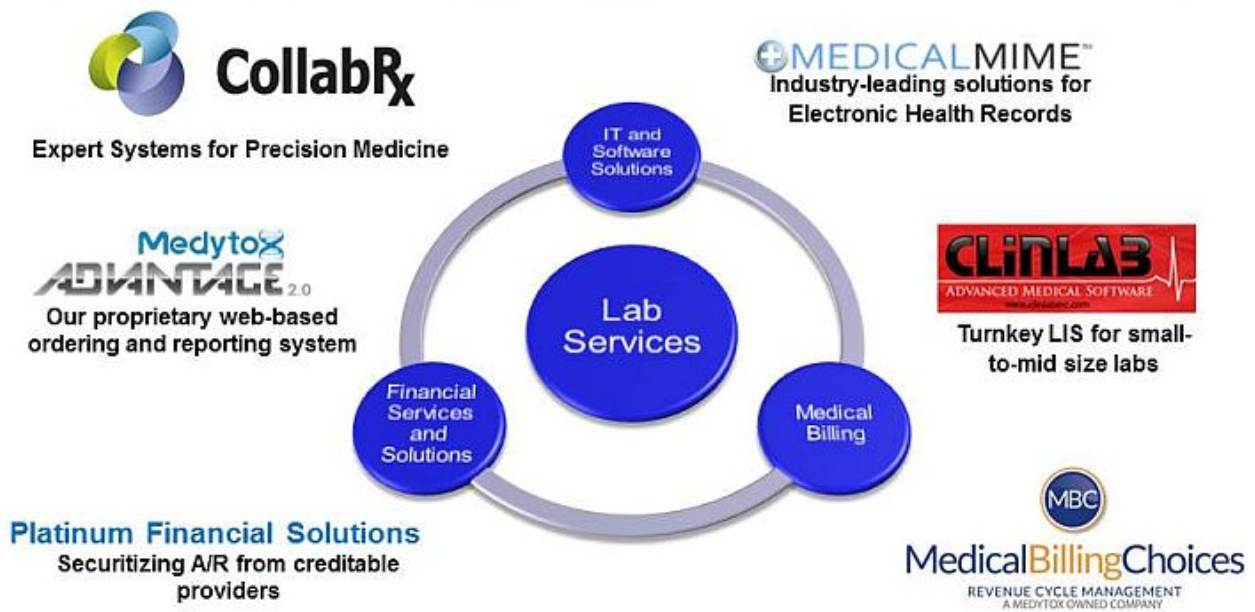 CollabRx
Expert Systems for Precision Medicine
MEDICALMIME™
Industry-leading solutions for
Electronic Health Records
IT and
Software
Solutions
Medytox
ADVANTAGE 2.0
Our proprietary web-based
ordering and reporting system
Lab
Services
CLINLAB
ADVANCED MEDICAL SOFTWARE
www.clinlabinc.com
Turnkey LIS for small-
to-mid size labs
Financial
Services
and
Solutions
Medical
Billing
Platinum Financial Solutions
Securitizing A/R from creditable
providers
MBC
MedicalBillingChoices
REVENUE CYCLE MANAGEMENT
A MEDYTOX OWNED COMPANY